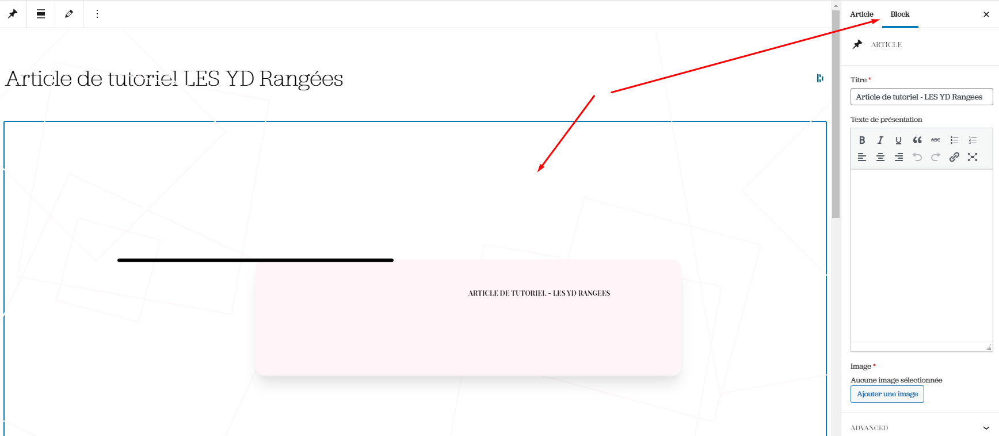 Article Block
ARTICLE
Article de tutoriel LES YD Rangées
Titre *
Article de tutoriel - LES YD Rangees
Texte de présentation
B I U ABC
ARTICLE DE TUTORIEL - LES YD RANGEES
Image *
Aucune image sélectionnée
Ajouter une image
ADVANCED